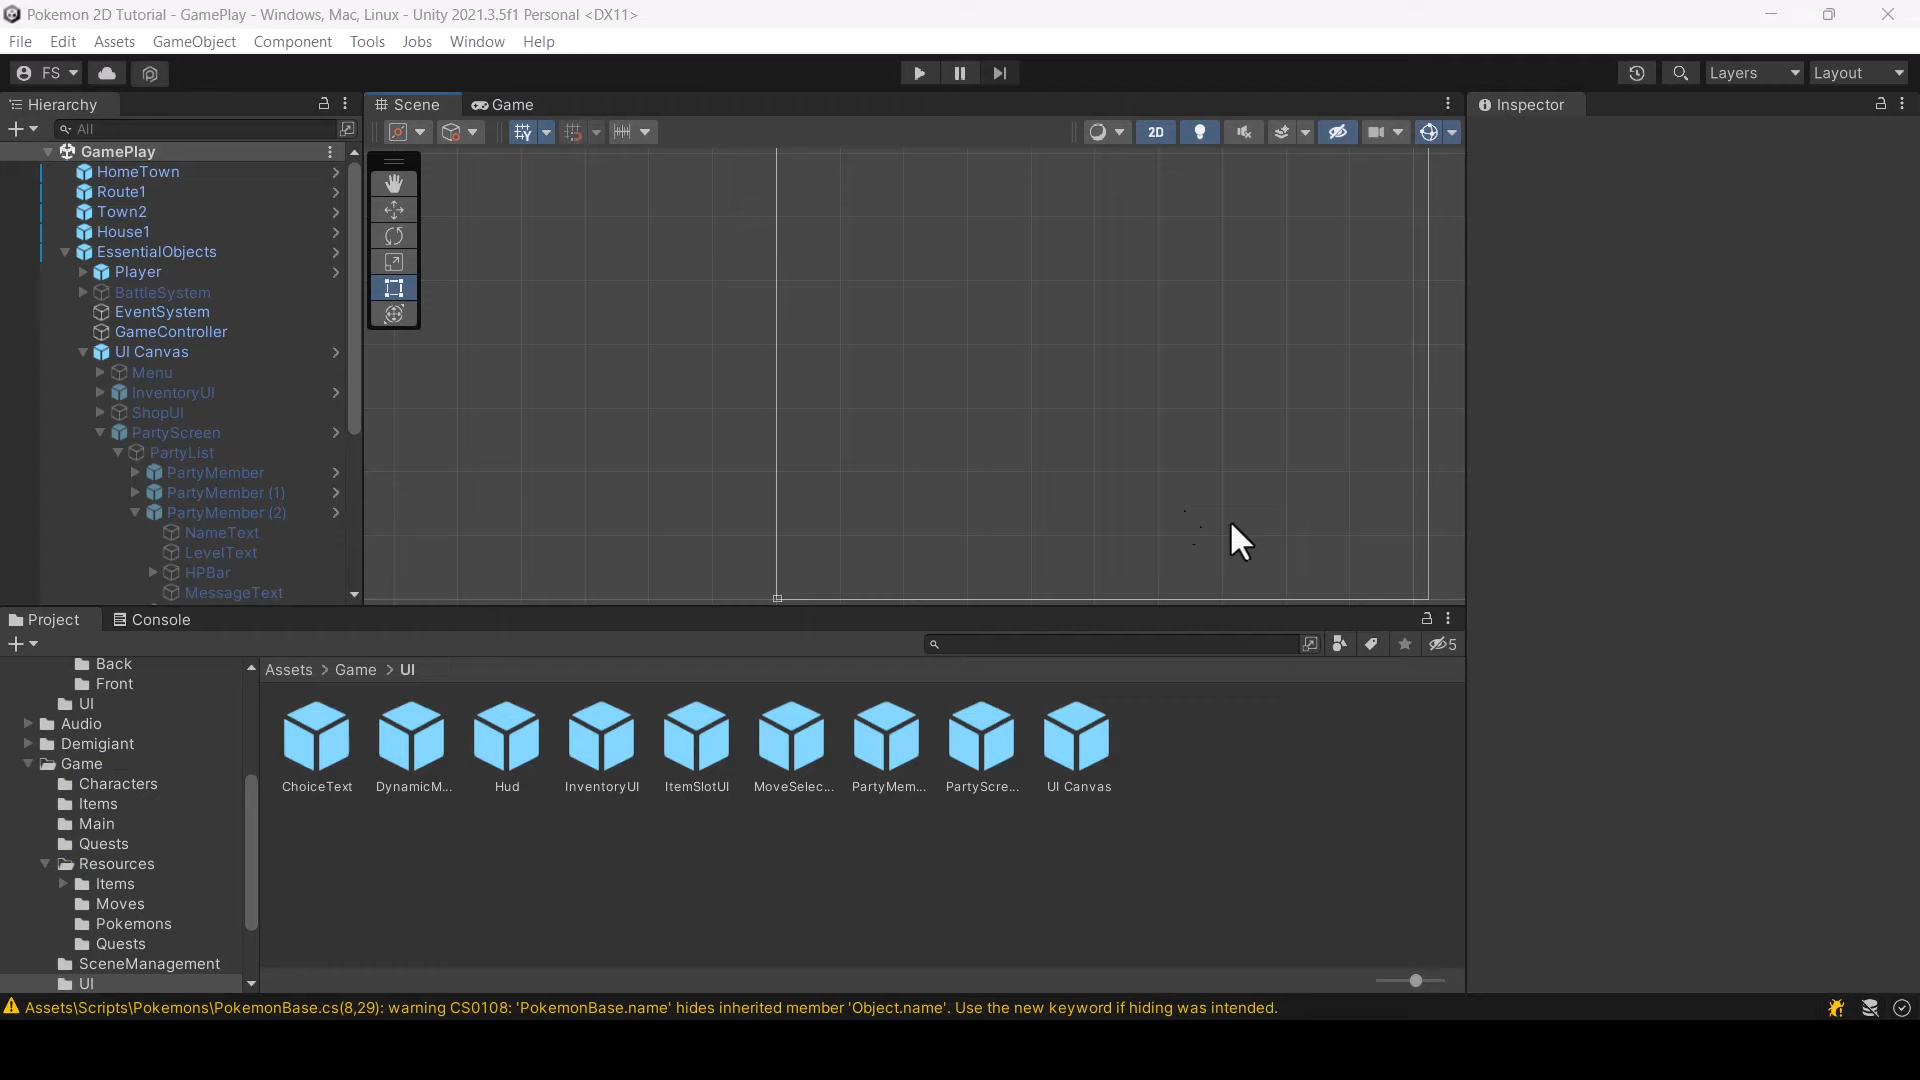 Pokemon 2D Tutorial - GamePlay - Windows, Mac, Linux - Unity 2021.3.5f1 Personal <DX11>
File Edit Assets GameObject Component Tools Jobs Window Help
FS
Layers
Layout
Hierarchy
All
GamePlay
HomeTown
Route1
Town2
House1
EssentialObjects
Player
BattleSystem
EventSystem
GameController
UI Canvas
Menu
InventoryUI
ShopUI
PartyScreen
PartyList
PartyMember
PartyMember (1)
PartyMember (2)
NameText
LevelText
HPBar
MessageText
Scene
Game
2D
Inspector
Project
Console
5
Back
Front
UI
Audio
Demigiant
Game
Characters
Items
Main
Quests
Resources
Items
Moves
Pokemons
Quests
SceneManagement
UI
Assets > Game > UI
ChoiceText
DynamicM...
Hud
InventoryUI
ItemSlotUI
MoveSelec...
PartyMem...
PartyScre...
UI Canvas
Assets\Scripts\Pokemons\PokemonBase.cs(8,29): warning CS0108: 'PokemonBase.name' hides inherited member 'Object.name'. Use the new keyword if hiding was intended.